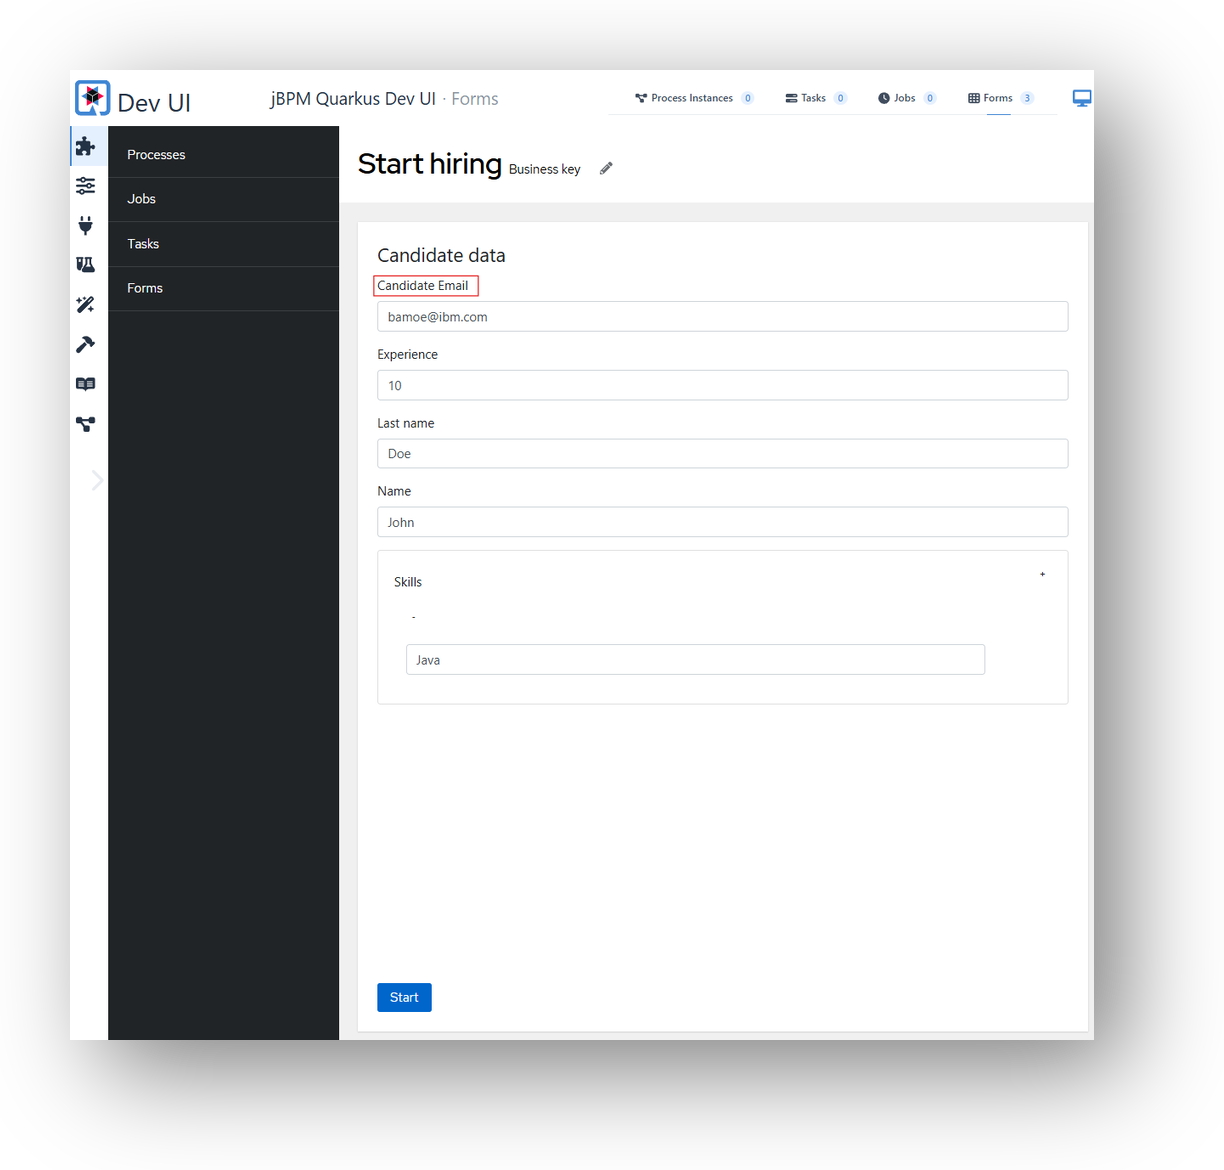 Dev UI
jBPM Quarkus Dev UI · Forms
Process Instances 0
Tasks 0
Jobs 0
Forms 3
Processes
Jobs
Tasks
Forms
Start hiring Business key
Candidate data
Candidate Email
bamoe@ibm.com
Experience
10
Last name
Doe
Name
John
Skills
+
-
Java
Start